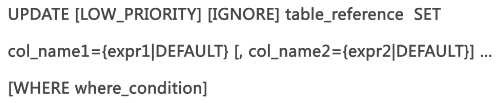 UPDATE [LOW_PRIORITY] [IGNORE] table_reference SET
col_name1={expr1|DEFAULT} [, col_name2={expr2|DEFAULT}] ...
[WHERE where_condition]